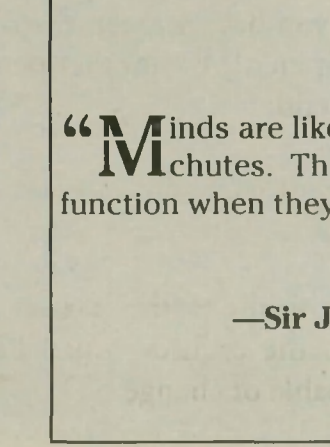 “Minds are like
chutes. Th
function when they
—Sir J